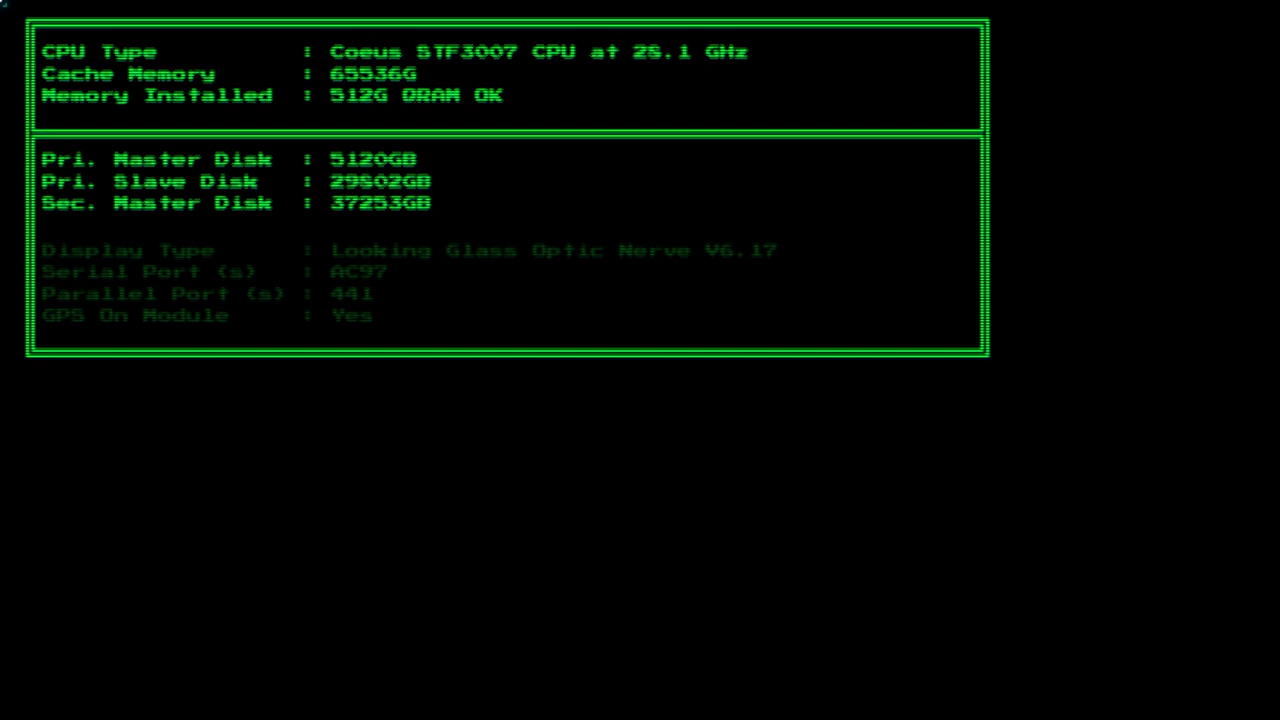 CPU Type : Coeus STF3007 CPU at 28.1 GHz
Cache Memory : 65536G
Memory Installed : 512G DRAM OK
Pri. Master Disk : 5120GB
Pri. Slave Disk : 29802GB
Sec. Master Disk : 37253GB
Display Type : Looking Glass Optic Nerve V6.17
Serial Port (s) : AC97
Parallel Port (s) : 441
GPS On Module : Yes